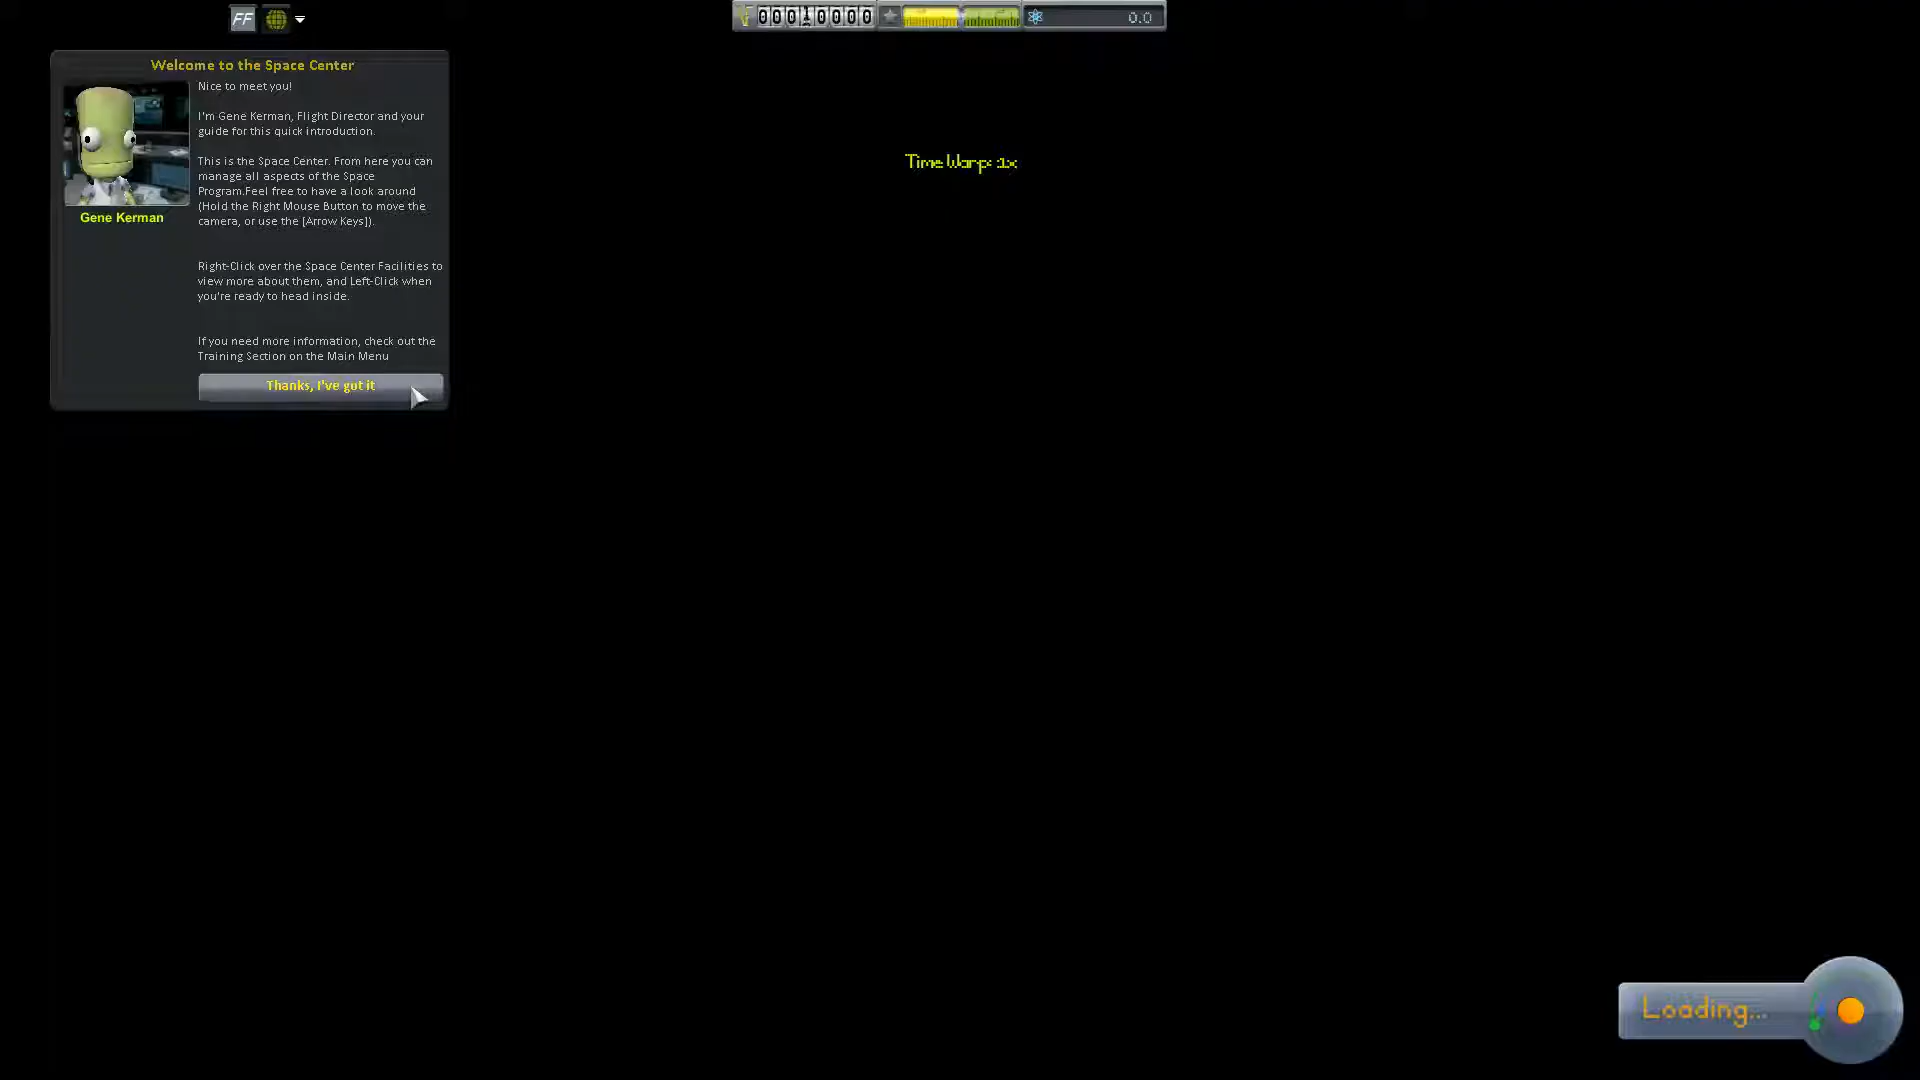 FF
00010000
0.0
Welcome to the Space Center
Nice to meet you!
I'm Gene Kerman, Flight Director and your
guide for this quick introduction.
This is the Space Center. From here you can
manage all aspects of the Space
Program.Feel free to have a look around
(Hold the Right Mouse Button to move the
camera, or use the [Arrow Keys]).
Gene Kerman
Right-Click over the Space Center Facilities to
view more about them, and Left-Click when
you're ready to head inside.
If you need more information, check out the
Training Section on the Main Menu
Thanks, I've got it
Time Warp: 1x
Loading...